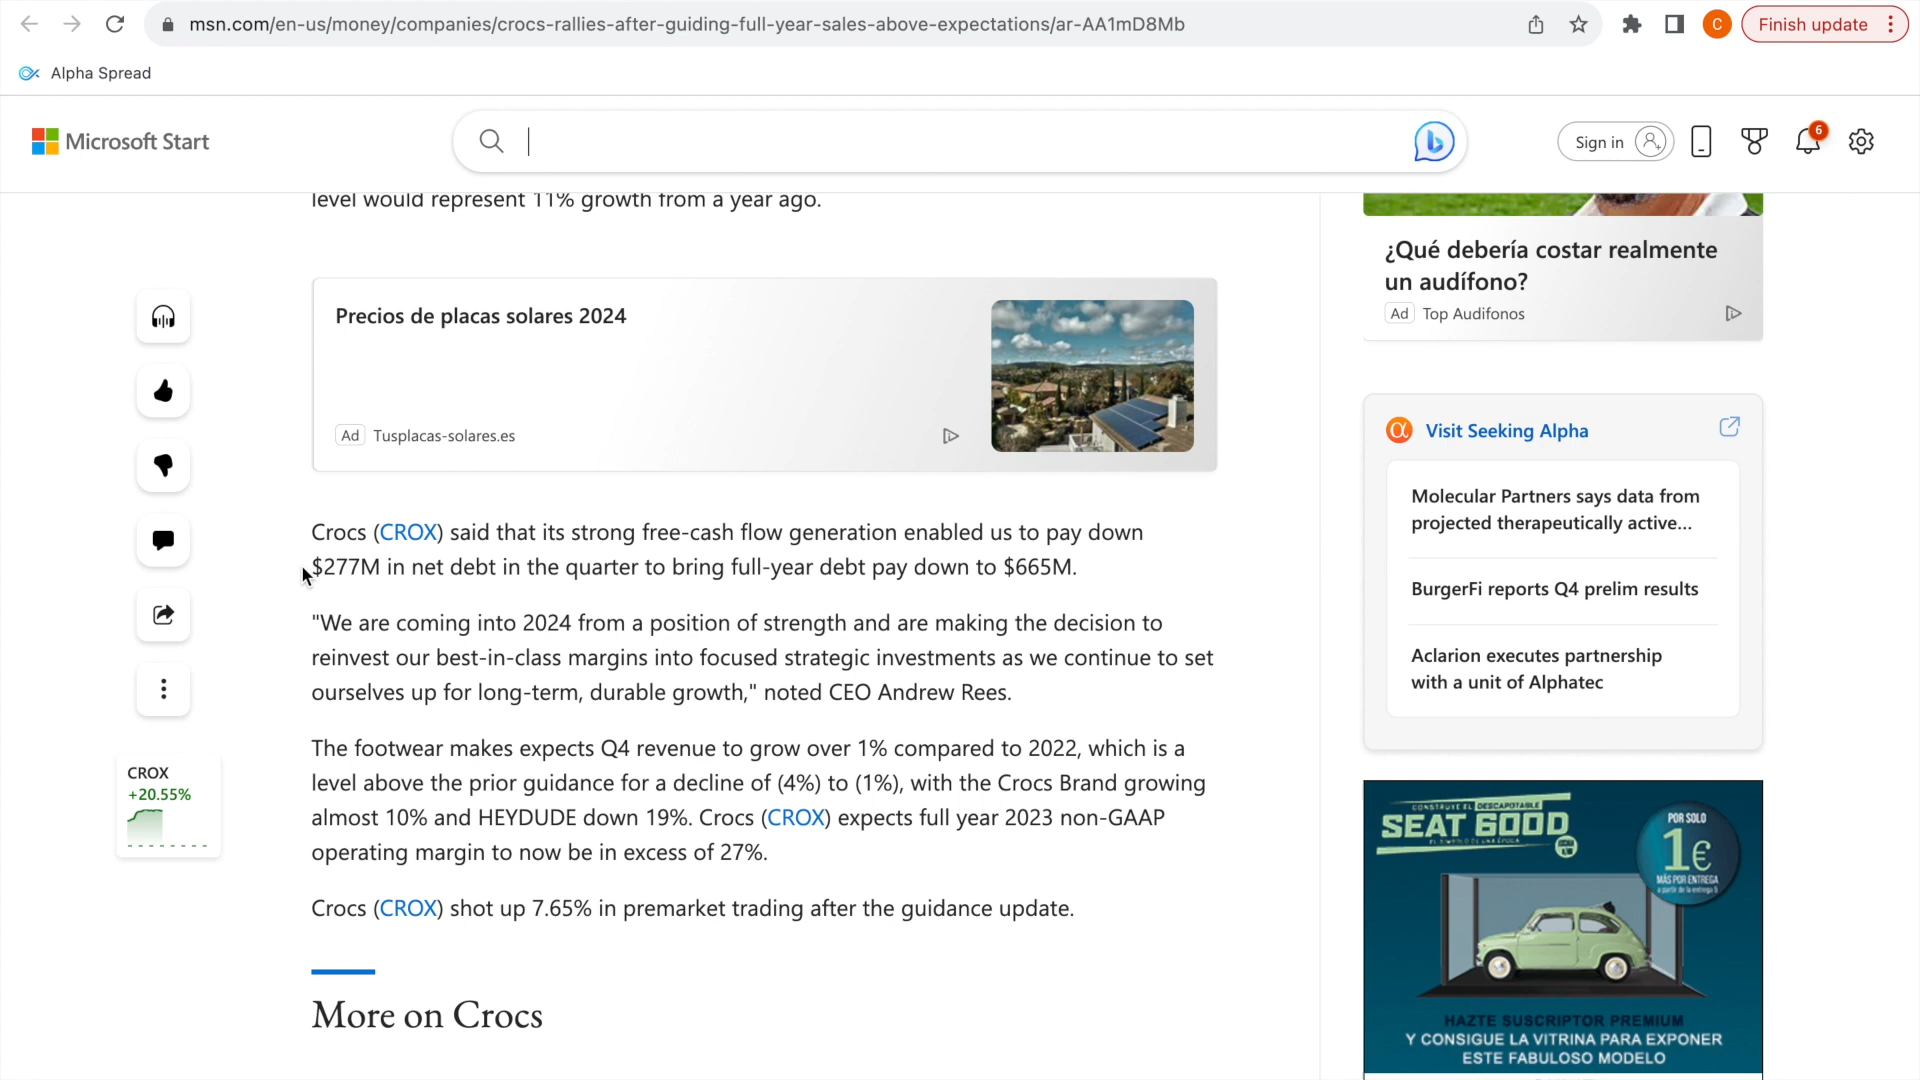 msn.com/en-us/money/companies/crocs-rallies-after-guiding-full-year-sales-above-expectations/ar-AA1mD8Mb
C
Finish update
Alpha Spread
Microsoft Start
Sign in
6
level would represent 11% growth from a year ago.
Precios de placas solares 2024
Ad Tusplacas-solares.es
Crocs (CROX) said that its strong free-cash flow generation enabled us to pay down
$277M in net debt in the quarter to bring full-year debt pay down to $665M.
"We are coming into 2024 from a position of strength and are making the decision to
reinvest our best-in-class margins into focused strategic investments as we continue to set
ourselves up for long-term, durable growth," noted CEO Andrew Rees.
The footwear makes expects Q4 revenue to grow over 1% compared to 2022, which is a
level above the prior guidance for a decline of (4%) to (1%), with the Crocs Brand growing
almost 10% and HEYDUDE down 19%. Crocs (CROX) expects full year 2023 non-GAAP
operating margin to now be in excess of 27%.
Crocs (CROX) shot up 7.65% in premarket trading after the guidance update.
More on Crocs
CROX
+20.55%
¿Qué debería costar realmente
un audífono?
Ad Top Audifonos
Visit Seeking Alpha
Molecular Partners says data from
projected therapeutically active...
BurgerFi reports Q4 prelim results
Aclarion executes partnership
with a unit of Alphatec
CONSTRUYE EL DESCAPOTABLE
SEAT 600D
POR SOLO
1€
MÁS POR ENTREGA
a partir de la entrega 5
HAZTE SUSCRIPTOR PREMIUM
Y CONSIGUE LA VITRINA PARA EXPONER
ESTE FABULOSO MODELO